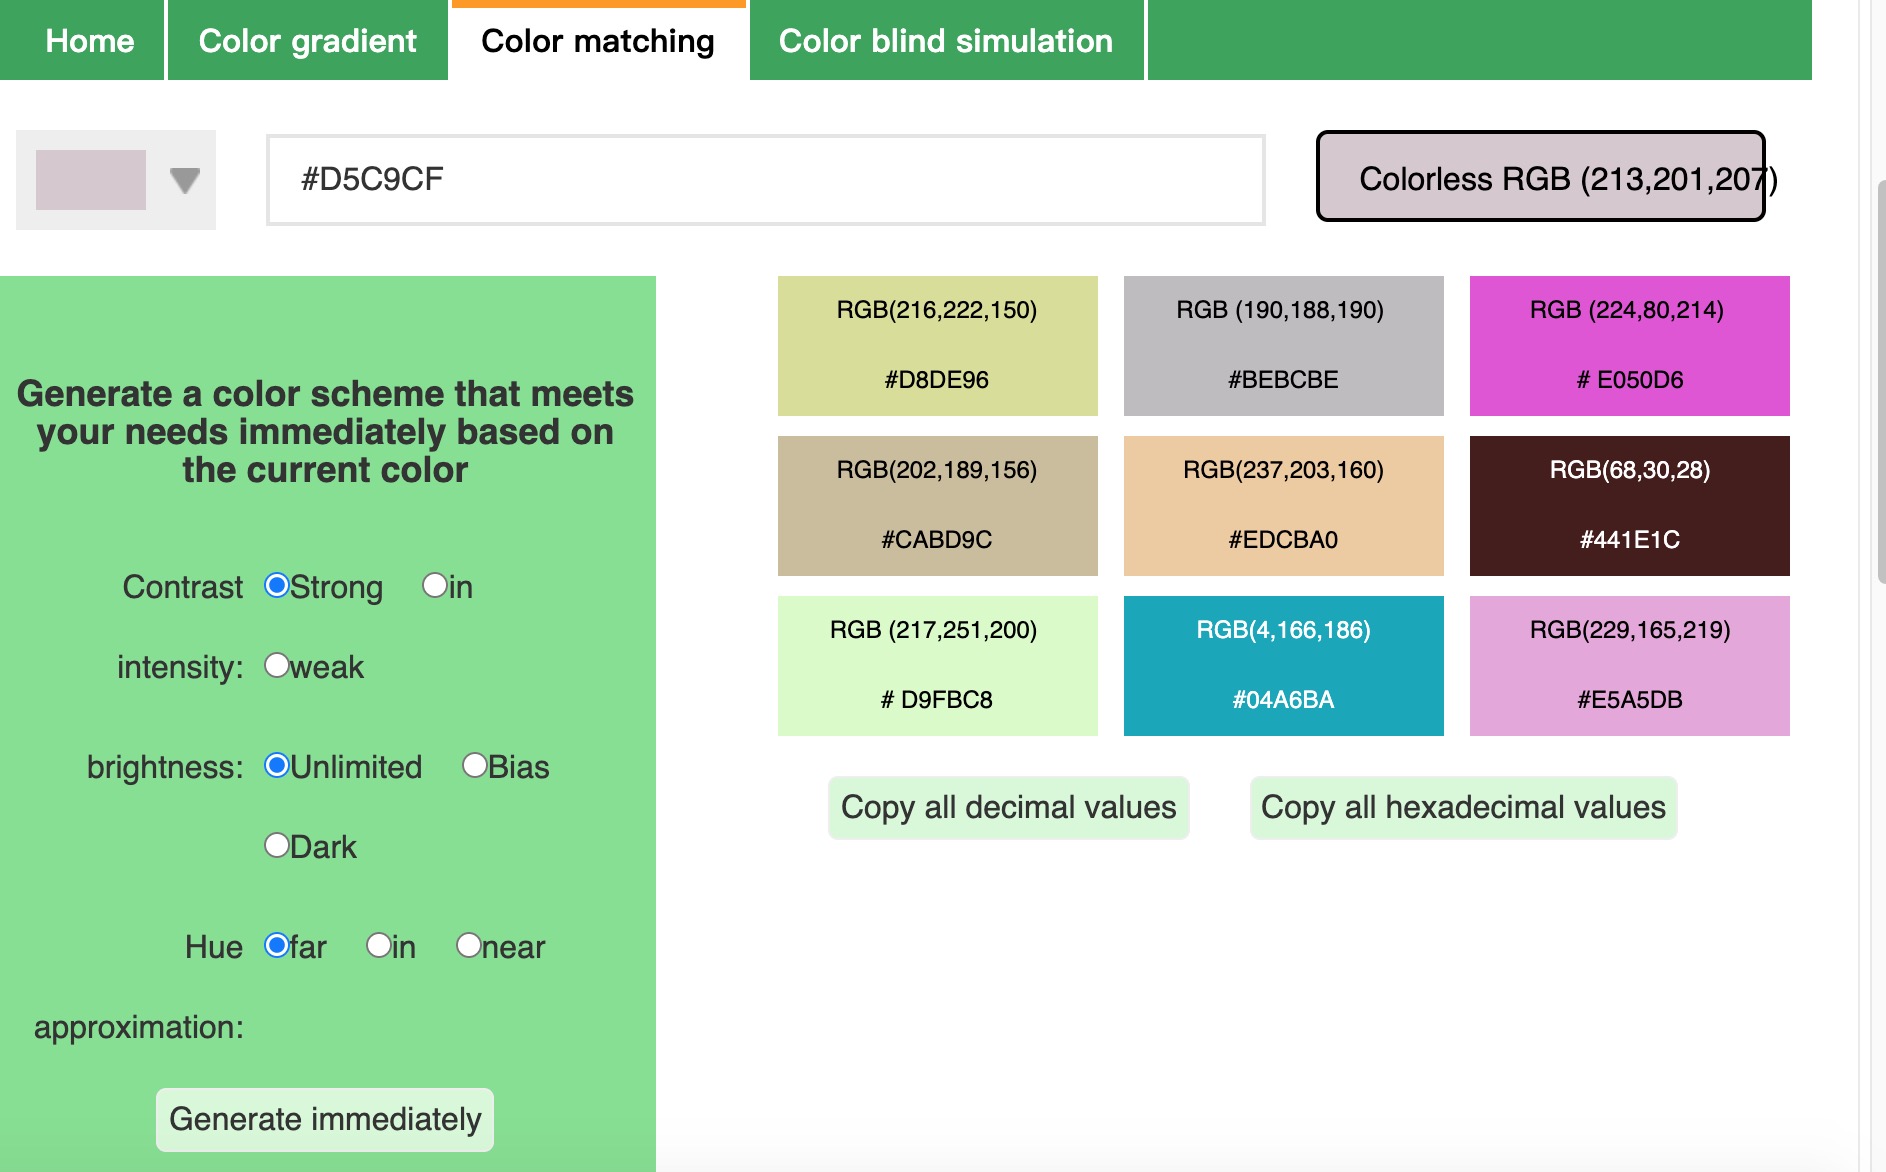 Home
Color gradient
Color matching
Color blind simulation
#D5C9CF
Colorless RGB (213,201,207)
Generate a color scheme that meets
your needs immediately based on
the current color
Contrast Strong in
intensity: weak
brightness: Unlimited Bias
Dark
Hue far in near
approximation:
Generate immediately
RGB(216,222,150)
#D8DE96
RGB (190,188,190)
#BEBCBE
RGB (224,80,214)
# E050D6
RGB(202,189,156)
#CABD9C
RGB(237,203,160)
#EDCBA0
RGB(68,30,28)
#441E1C
RGB (217,251,200)
# D9FBC8
RGB(4,166,186)
#04A6BA
RGB(229,165,219)
#E5A5DB
Copy all decimal values
Copy all hexadecimal values